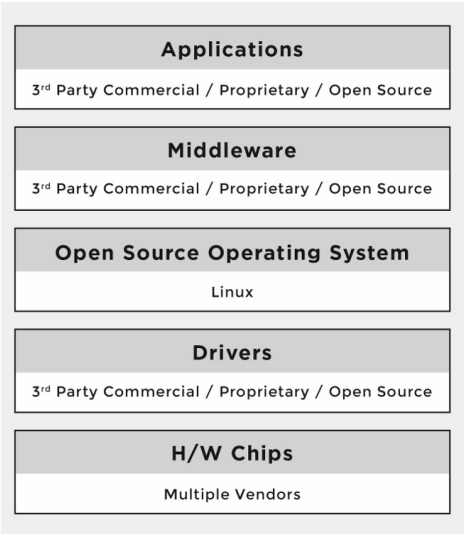 Applications
3rd Party Commercial / Proprietary / Open Source
Middleware
3rd Party Commercial / Proprietary / Open Source
Open Source Operating System
Linux
Drivers
3rd Party Commercial / Proprietary / Open Source
H/W Chips
Multiple Vendors